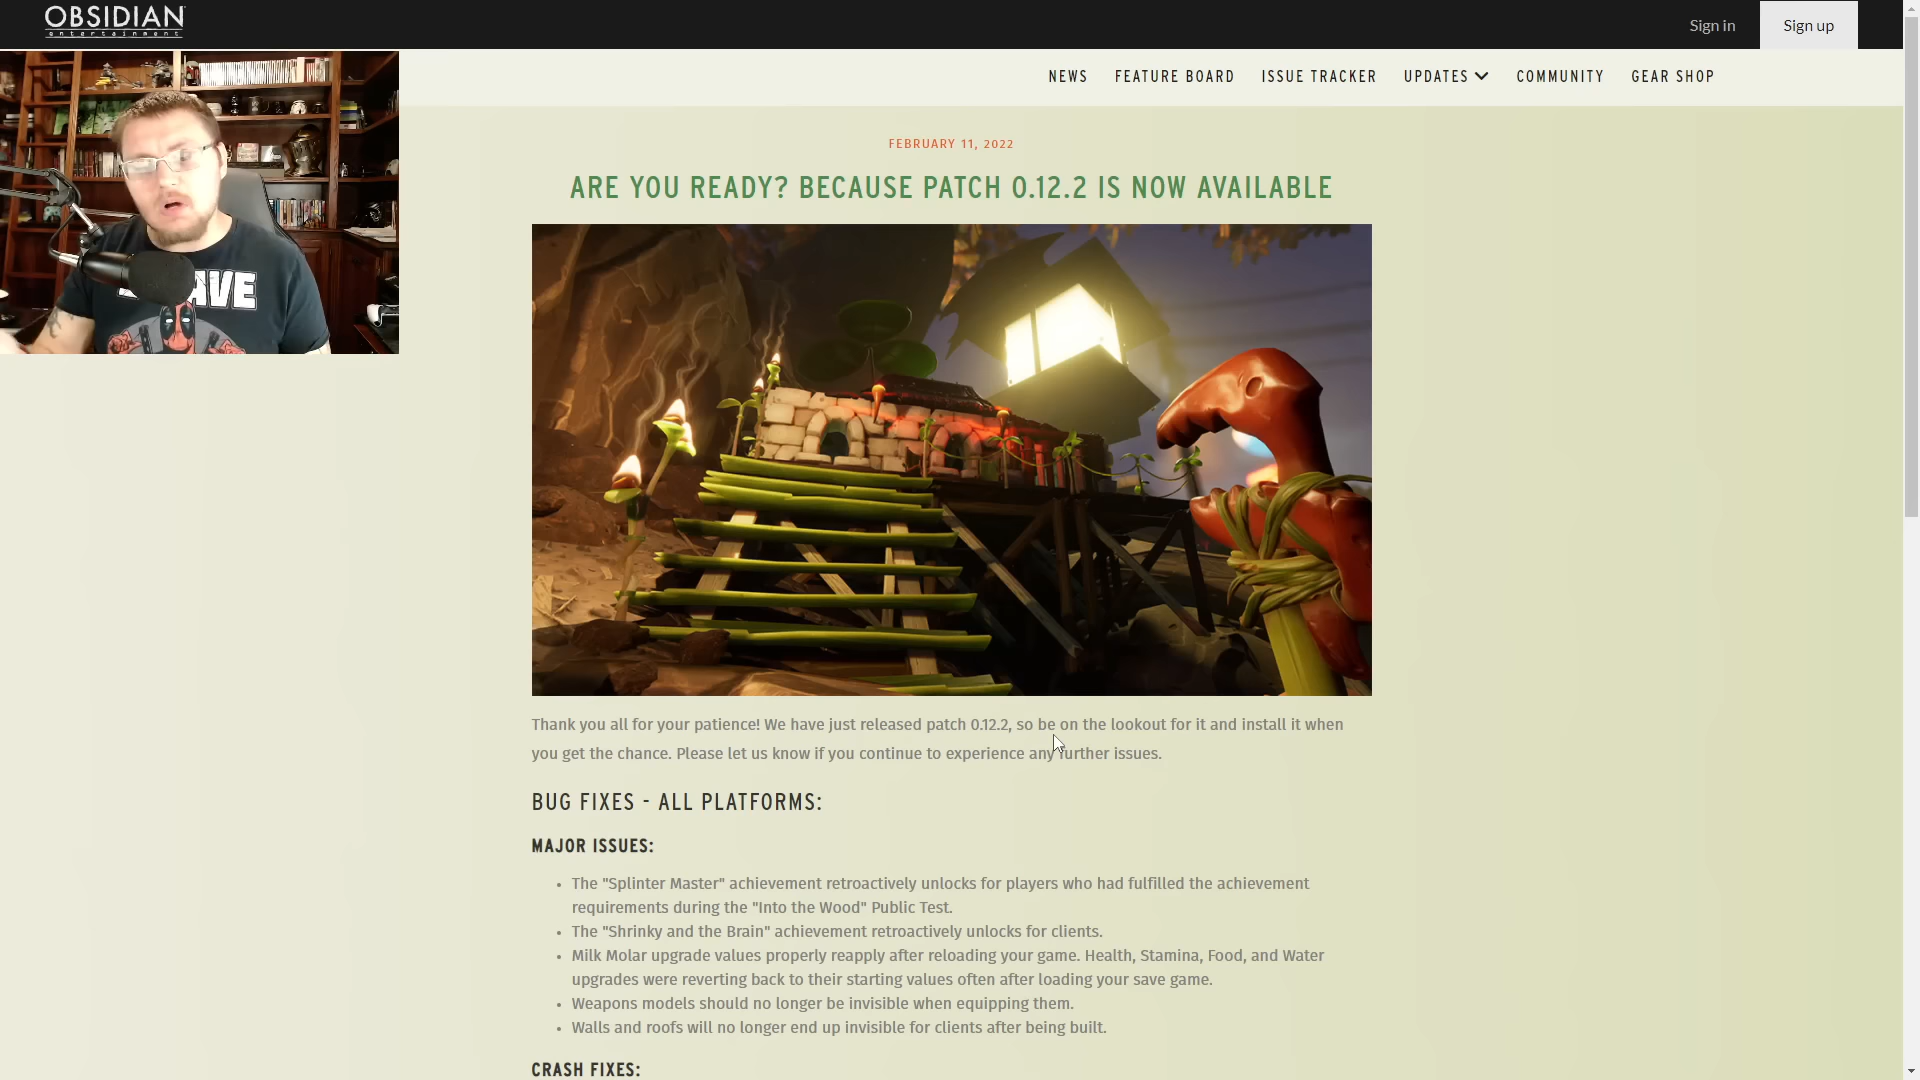 OBSIDIAN
entertainment
Sign in
Sign up
NEWS
FEATURE BOARD
ISSUE TRACKER
UPDATES
COMMUNITY
GEAR SHOP
FEBRUARY 11, 2022
ARE YOU READY? BECAUSE PATCH 0.12.2 IS NOW AVAILABLE
Thank you all for your patience! We have just released patch 0.12.2, so be on the lookout for it and install it when
you get the chance. Please let us know if you continue to experience any further issues.
BUG FIXES - ALL PLATFORMS:
MAJOR ISSUES:
• The "Splinter Master" achievement retroactively unlocks for players who had fulfilled the achievement
requirements during the "Into the Wood" Public Test.
• The "Shrinky and the Brain" achievement retroactively unlocks for clients.
• Milk Molar upgrade values properly reapply after reloading your game. Health, Stamina, Food, and Water
upgrades were reverting back to their starting values often after loading your save game.
• Weapons models should no longer be invisible when equipping them.
• Walls and roofs will no longer end up invisible for clients after being built.
CRASH FIXES: